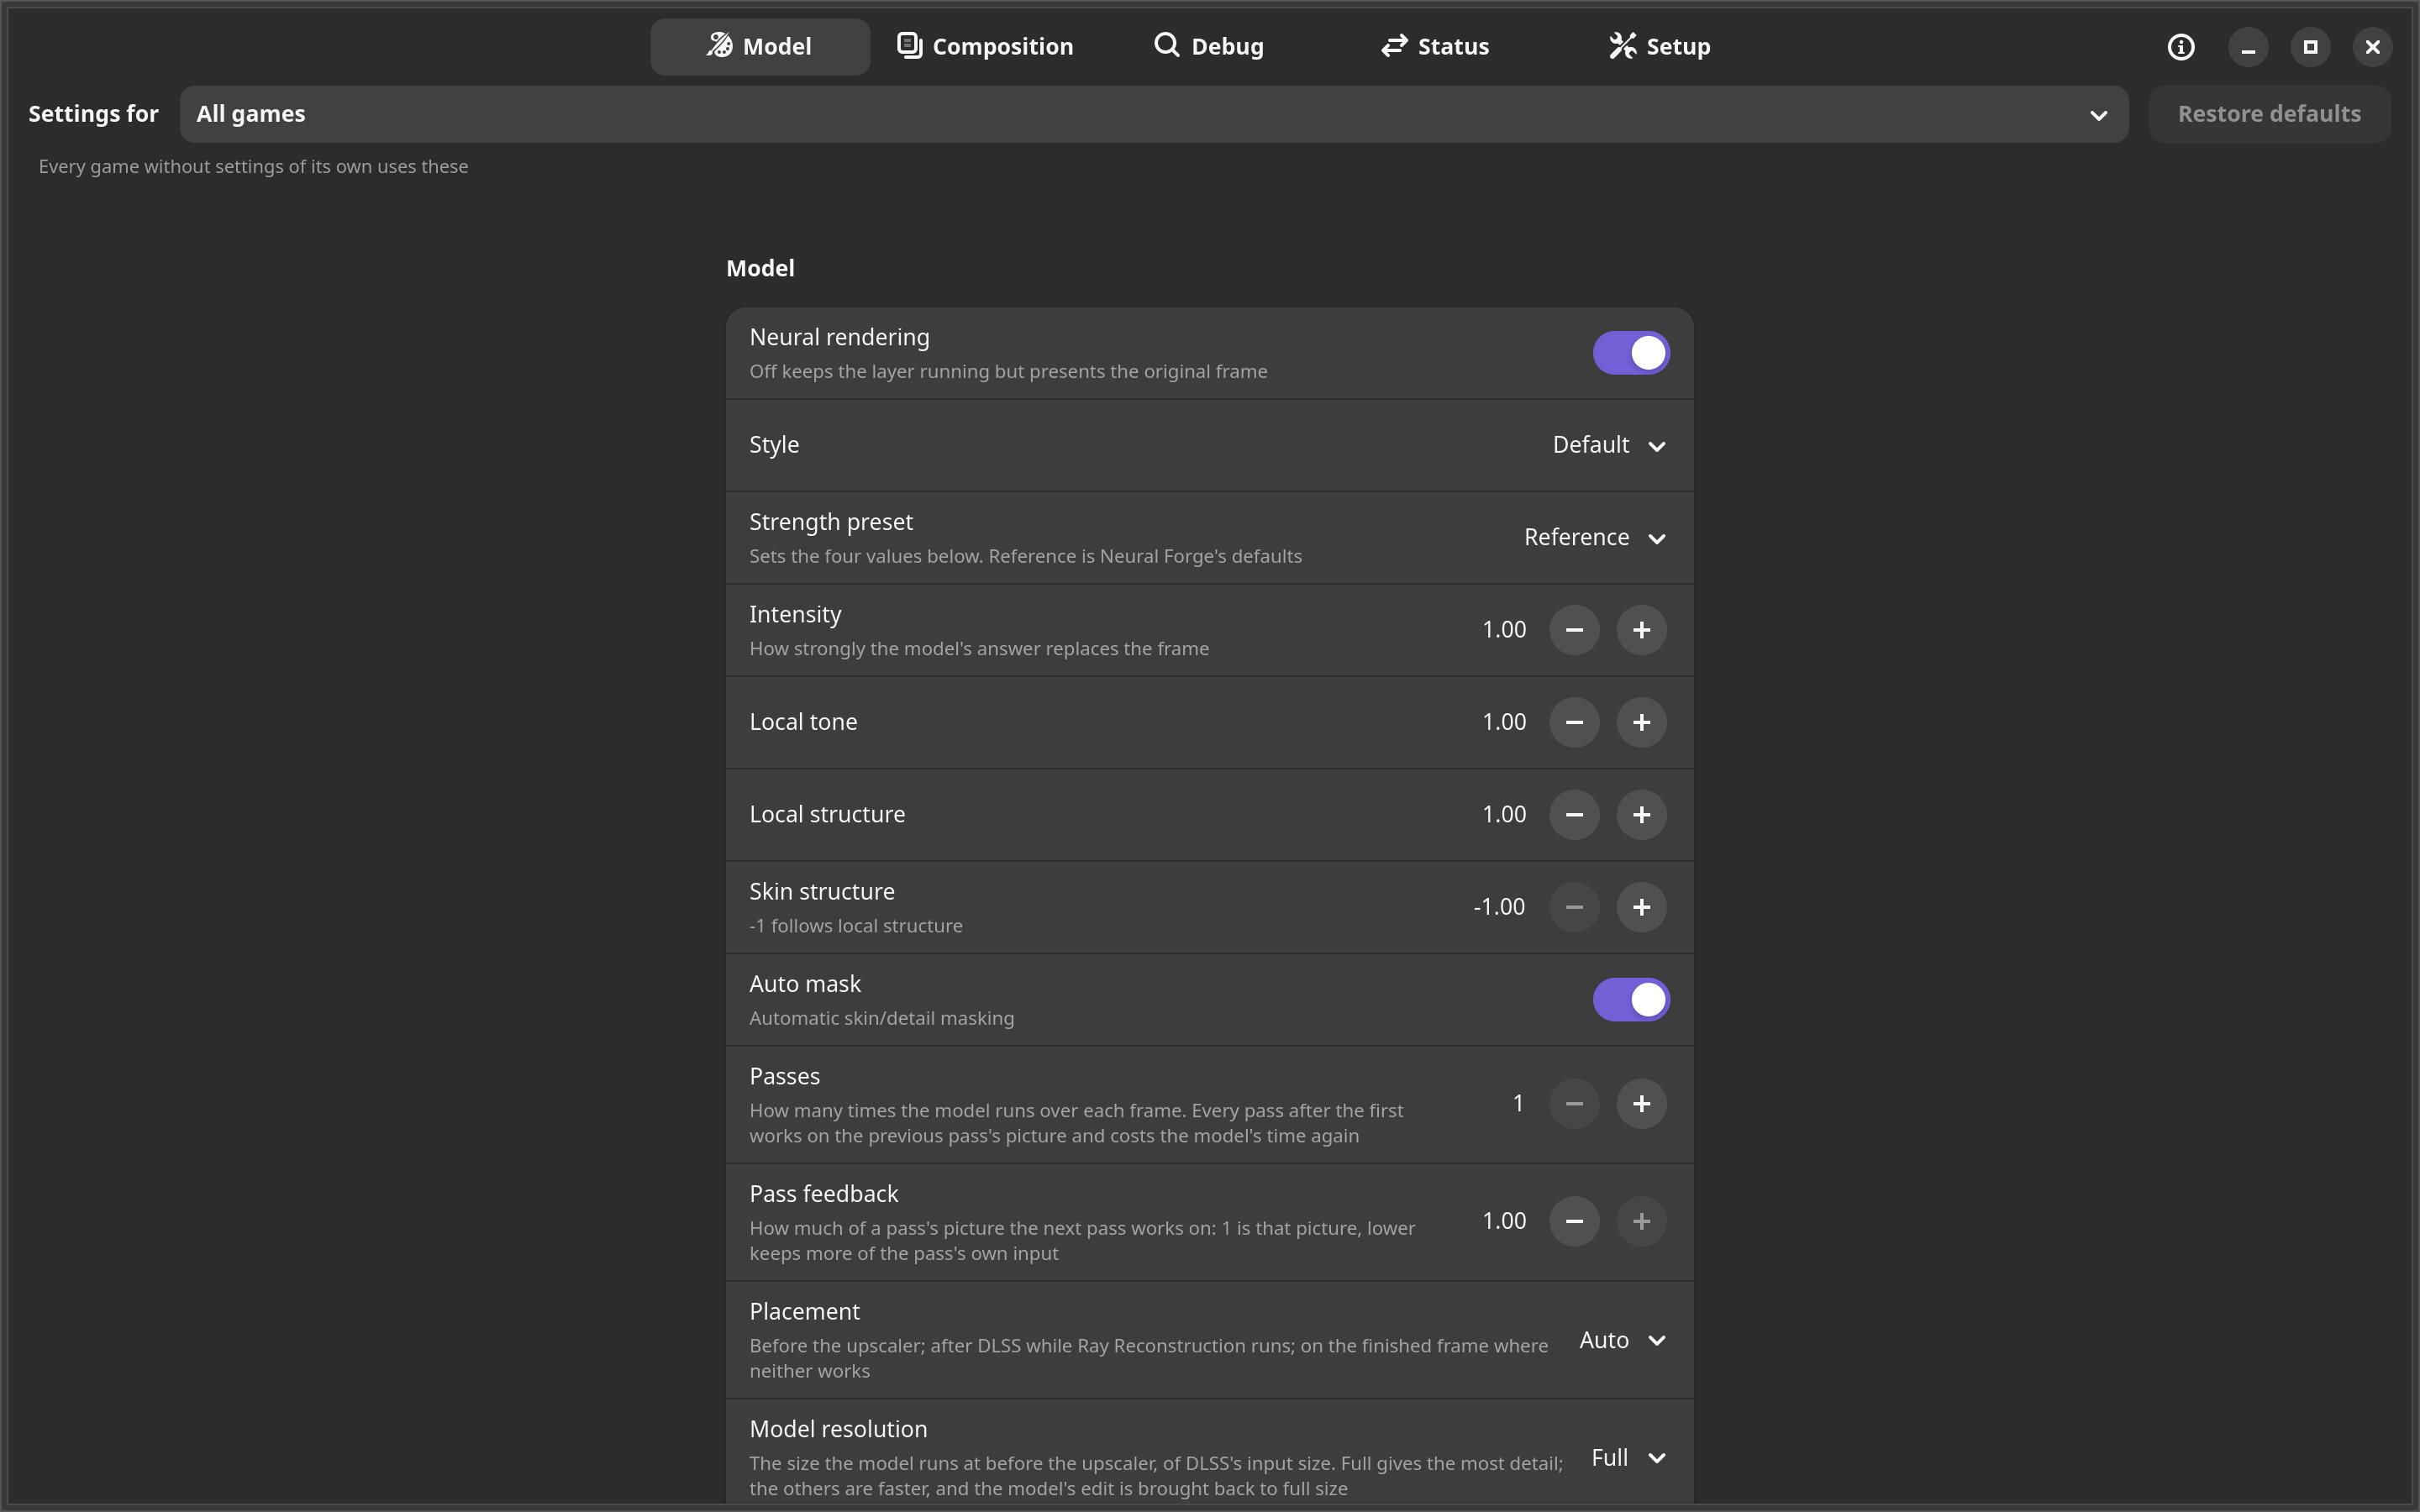 Model
Composition
Debug
Status
Setup
Settings for
All games
Restore defaults
Every game without settings of its own uses these
Model
Neural rendering
Off keeps the layer running but presents the original frame
Style
Default
Strength preset
Sets the four values below. Reference is Neural Forge's defaults
Reference
Intensity
How strongly the model's answer replaces the frame
1.00
Local tone
1.00
Local structure
1.00
Skin structure
-1 follows local structure
-1.00
Auto mask
Automatic skin/detail masking
Passes
How many times the model runs over each frame. Every pass after the first
works on the previous pass's picture and costs the model's time again
1
Pass feedback
How much of a pass's picture the next pass works on: 1 is that picture, lower
keeps more of the pass's own input
1.00
Placement
Before the upscaler; after DLSS while Ray Reconstruction runs; on the finished frame where
neither works
Auto
Model resolution
The size the model runs at before the upscaler, of DLSS's input size. Full gives the most detail;
the others are faster, and the model's edit is brought back to full size
Full